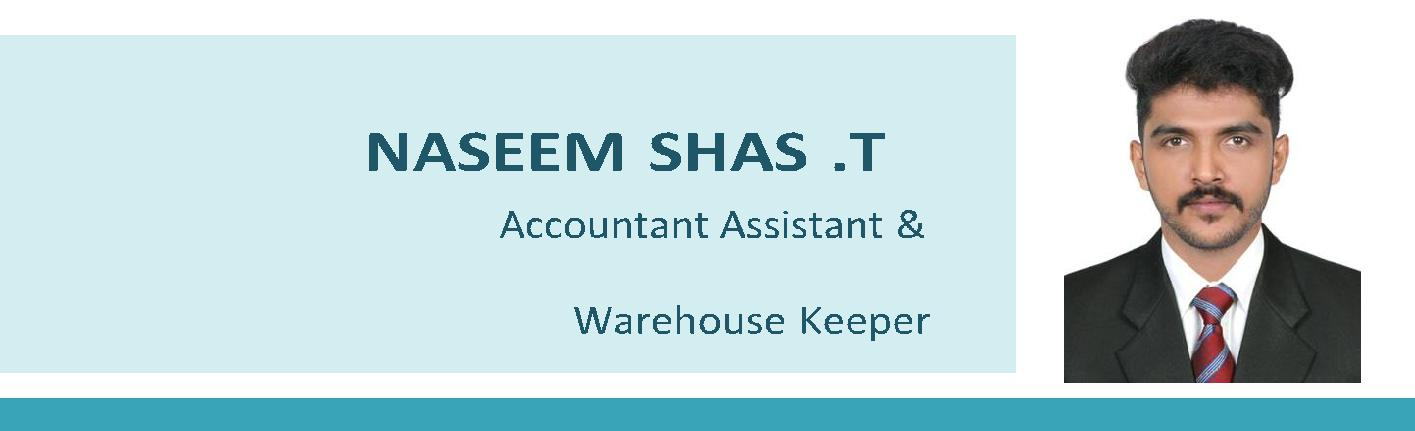 NASEEM SHAS .T
Accountant Assistant &
Warehouse Keeper